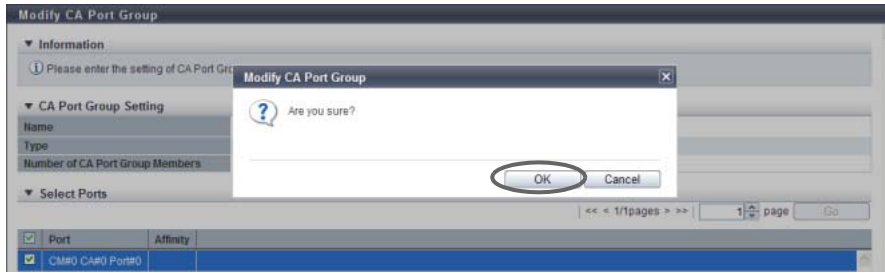 Modify CA Port Group
Information
Please enter the setting of CA Port Gro
Modify CA Port Group
Are you sure?
CA Port Group Setting
Name
Type
Number of CA Port Group Members
OK Cancel
Select Ports
<< < 1/1pages > >> 1 page Go
Port Affinity
CM#0 CA#0 Port#0